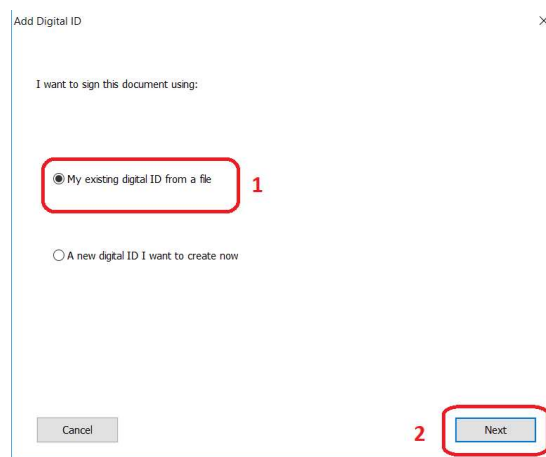 Add Digital ID
I want to sign this document using:
My existing digital ID from a file
1
A new digital ID I want to create now
Cancel
2
Next